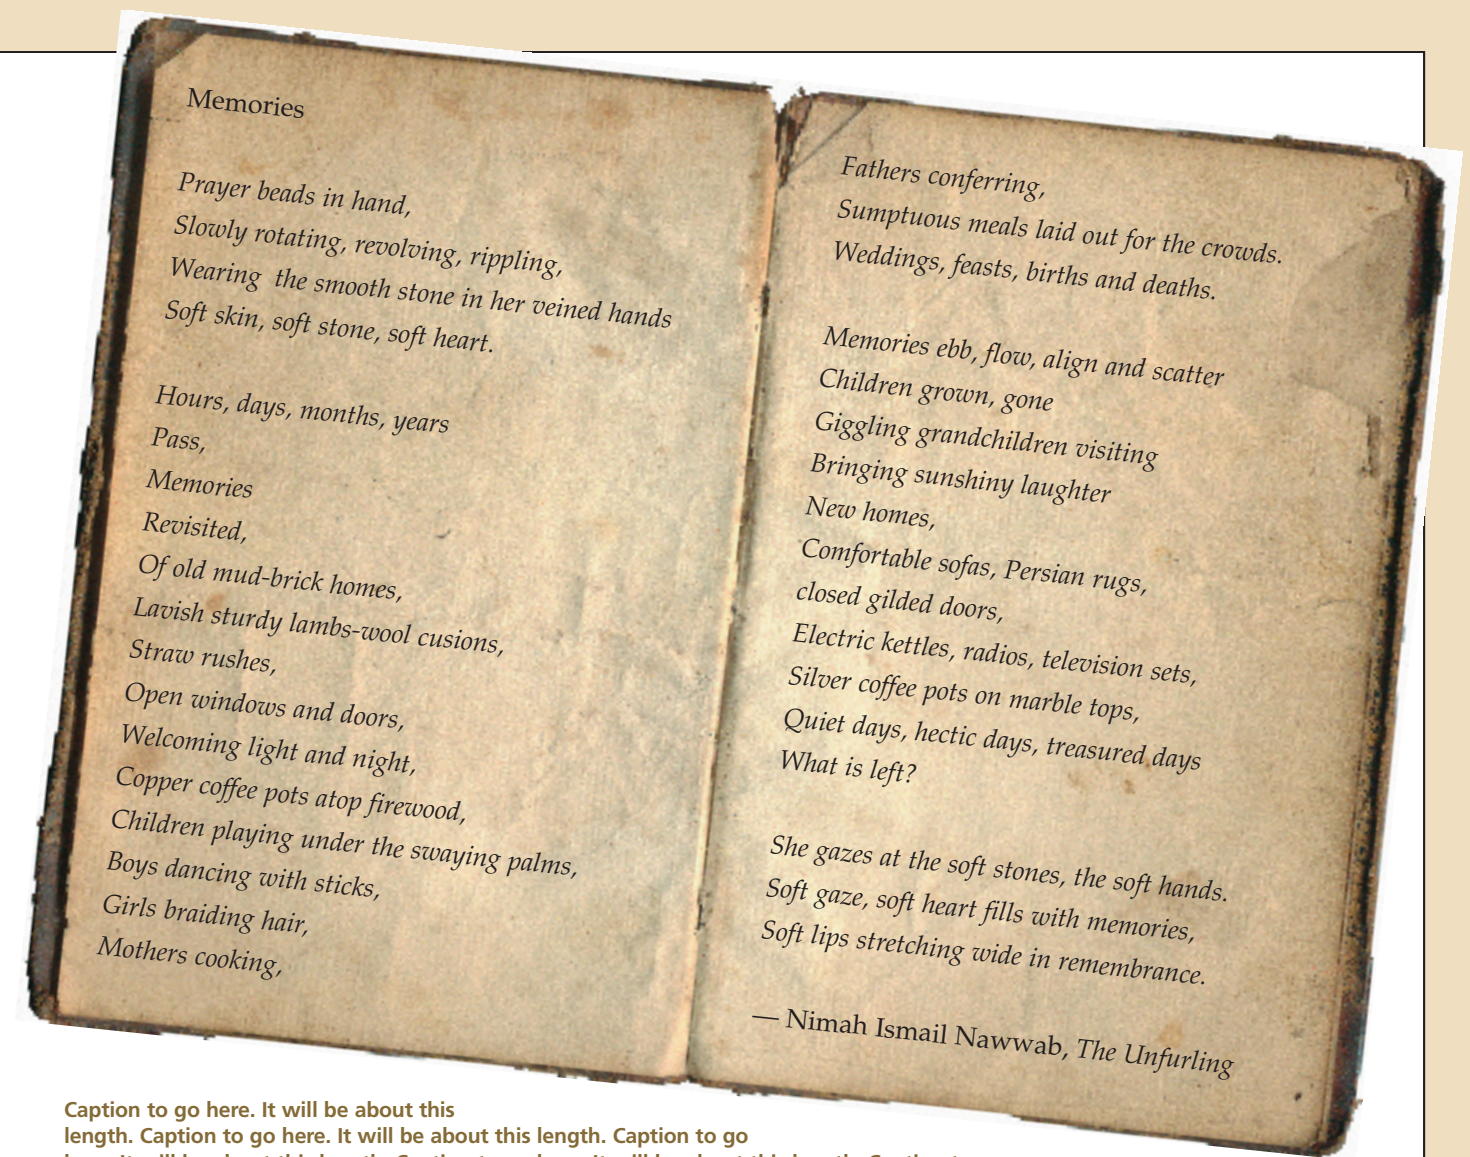 Memories
Prayer beads in hand,
Slowly rotating, revolving, rippling,
Wearing the smooth stone in her veined hands
Soft skin, soft stone, soft heart.
Hours, days, months, years
Pass,
Memories
Revisited,
Of old mud-brick homes,
Lavish sturdy lambs-wool cusions,
Straw rushes,
Open windows and doors,
Welcoming light and night,
Copper coffee pots atop firewood,
Children playing under the swaying palms,
Boys dancing with sticks,
Girls braiding hair,
Mothers cooking,
Fathers conferring,
Sumptuous meals laid out for the crowds.
Weddings, feasts, births and deaths.
Memories ebb, flow, align and scatter
Children grown, gone
Giggling grandchildren visiting
Bringing sunshiny laughter
New homes,
Comfortable sofas, Persian rugs,
closed gilded doors,
Electric kettles, radios, television sets,
Silver coffee pots on marble tops,
Quiet days, hectic days, treasured days
What is left?
She gazes at the soft stones, the soft hands.
Soft gaze, soft heart fills with memories,
Soft lips stretching wide in remembrance.
— Nimah Ismail Nawwab, The Unfurling
Caption to go here. It will be about this
length. Caption to go here. It will be about this length. Caption to go